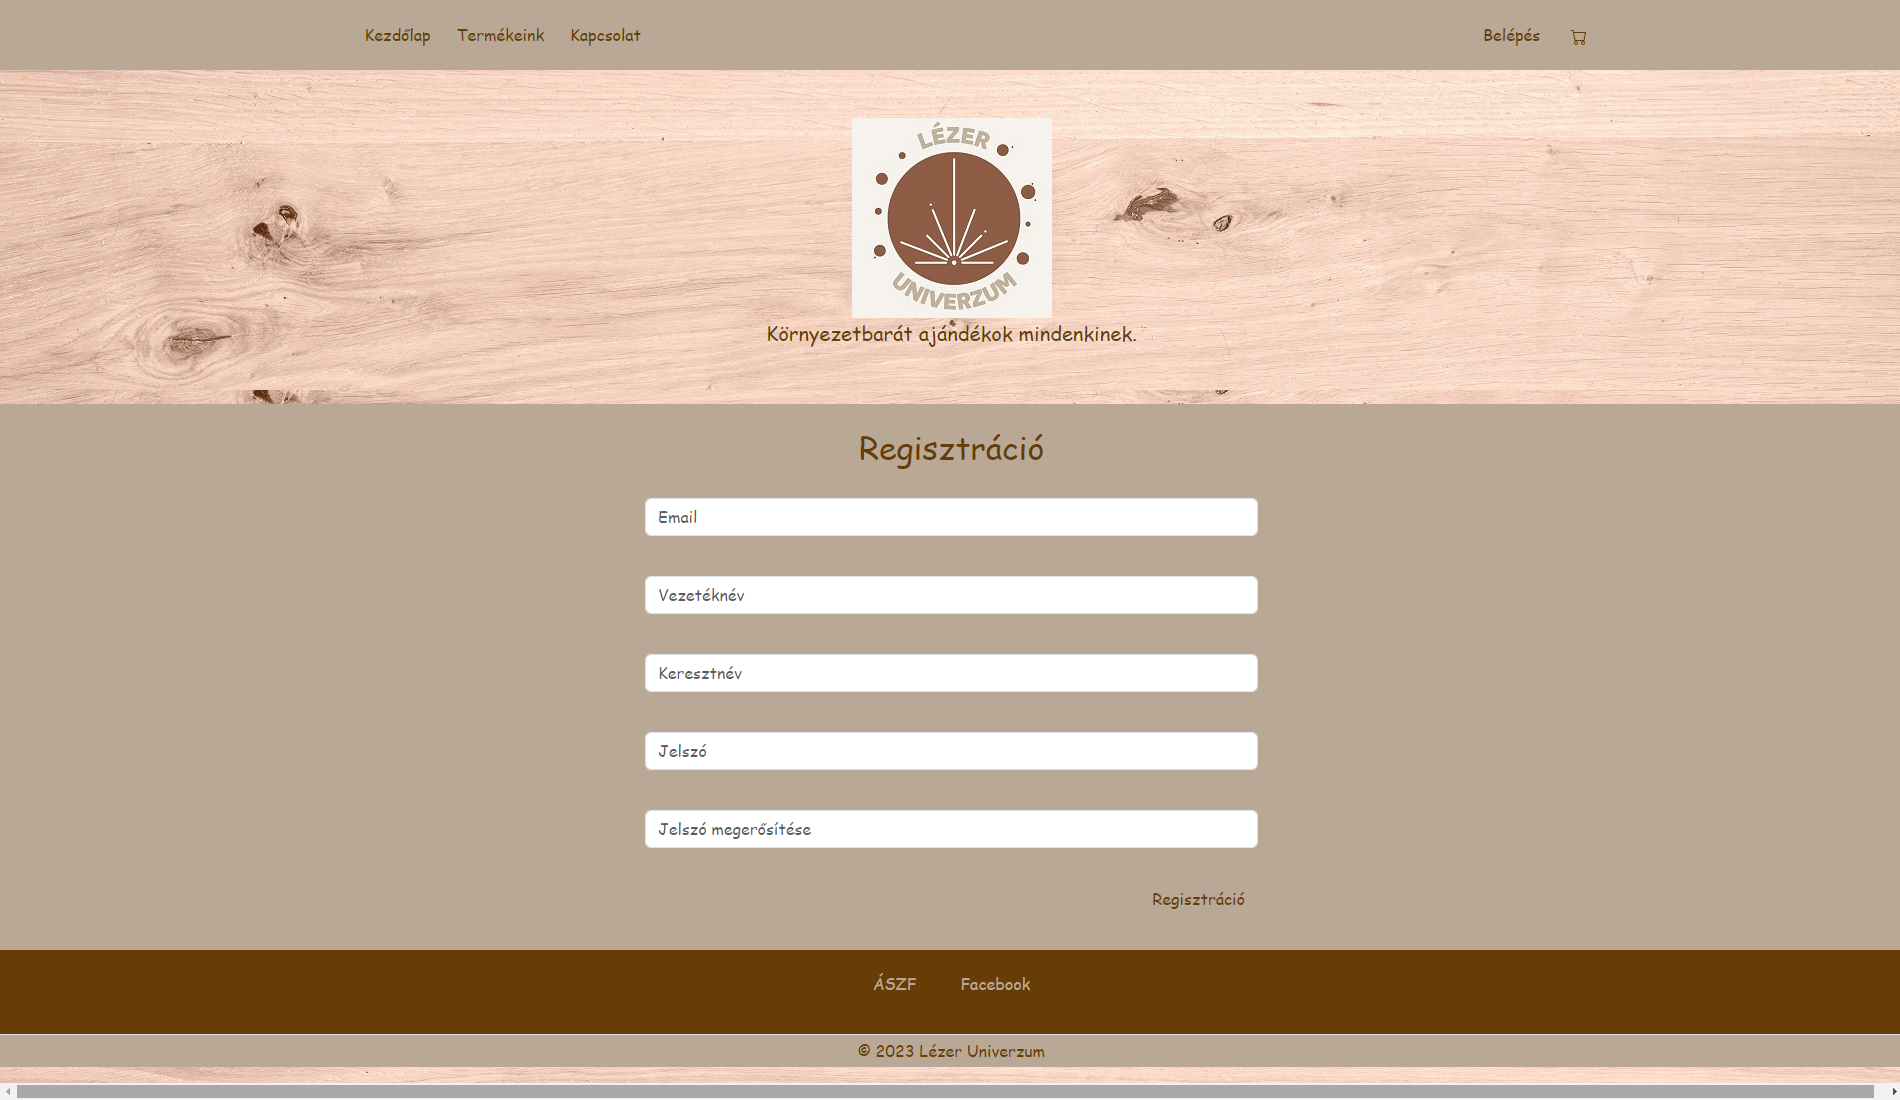 Kezdőlap Termékeink Kapcsolat Belépés
LÉZER
UNIVERZUM
Környezetbarát ajándékok mindenkinek.
Regisztráció
Email
Vezetéknév
Keresztnév
Jelszó
Jelszó megerősítése
Regisztráció
ÁSZF Facebook
© 2023 Lézer Univerzum